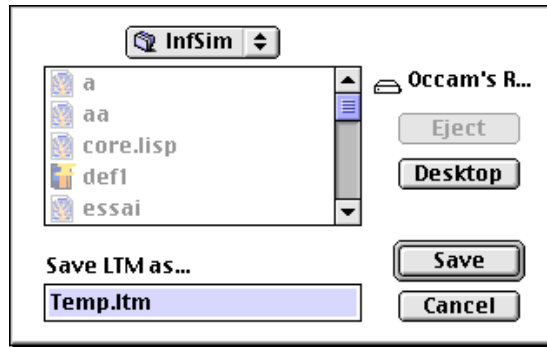 InfSim
a
aa
core.lisp
def1
essai
Occam's R...
Eject
Desktop
Save LTM as...
Temp.ltm
Save
Cancel